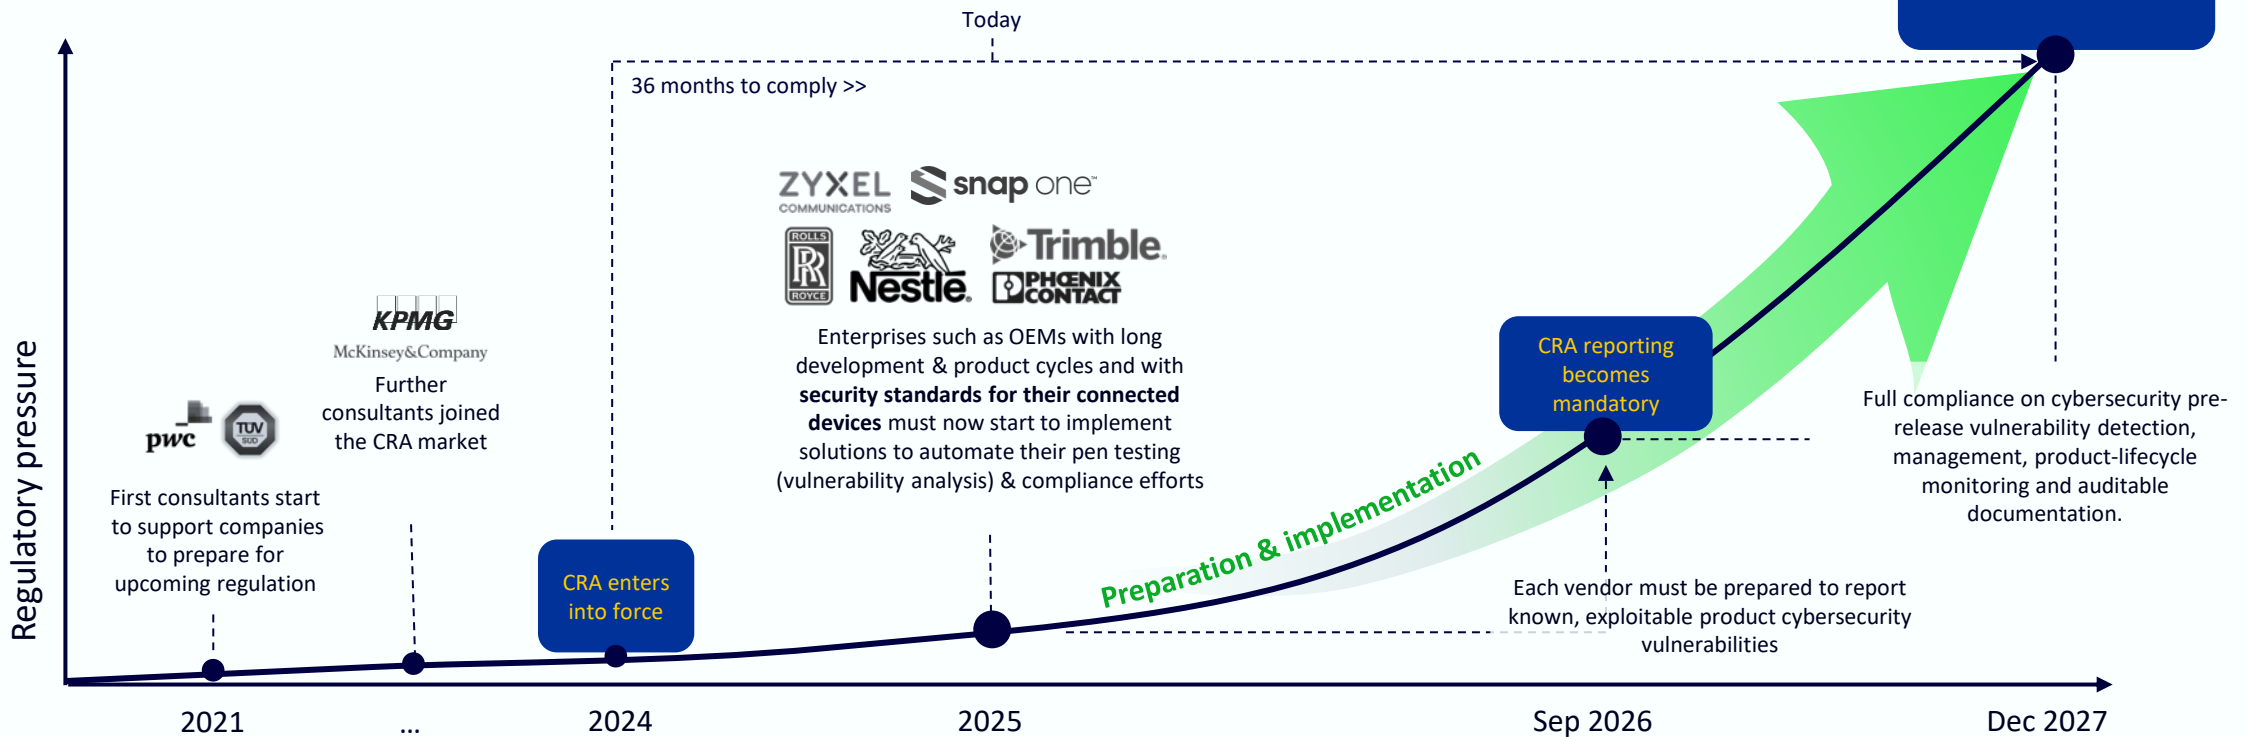 Today
36 months to comply >>
Regulatory pressure
pwc
TÜV
SÜD
First consultants start
to support companies
to prepare for
upcoming regulation
KPMG
McKinsey&Company
Further
consultants joined
the CRA market
CRA enters
into force
ZYXEL
COMMUNICATIONS
snap one™
ROLLS
RR
ROYCE
Nestlé®
Trimble®
PHŒNIX
CONTACT
Enterprises such as OEMs with long
development & product cycles and with
security standards for their connected
devices must now start to implement
solutions to automate their pen testing
(vulnerability analysis) & compliance efforts
Preparation & implementation
CRA reporting
becomes
mandatory
Each vendor must be prepared to report
known, exploitable product cybersecurity
vulnerabilities
Full compliance on cybersecurity pre-
release vulnerability detection,
management, product-lifecycle
monitoring and auditable
documentation.
2021
...
2024
2025
Sep 2026
Dec 2027